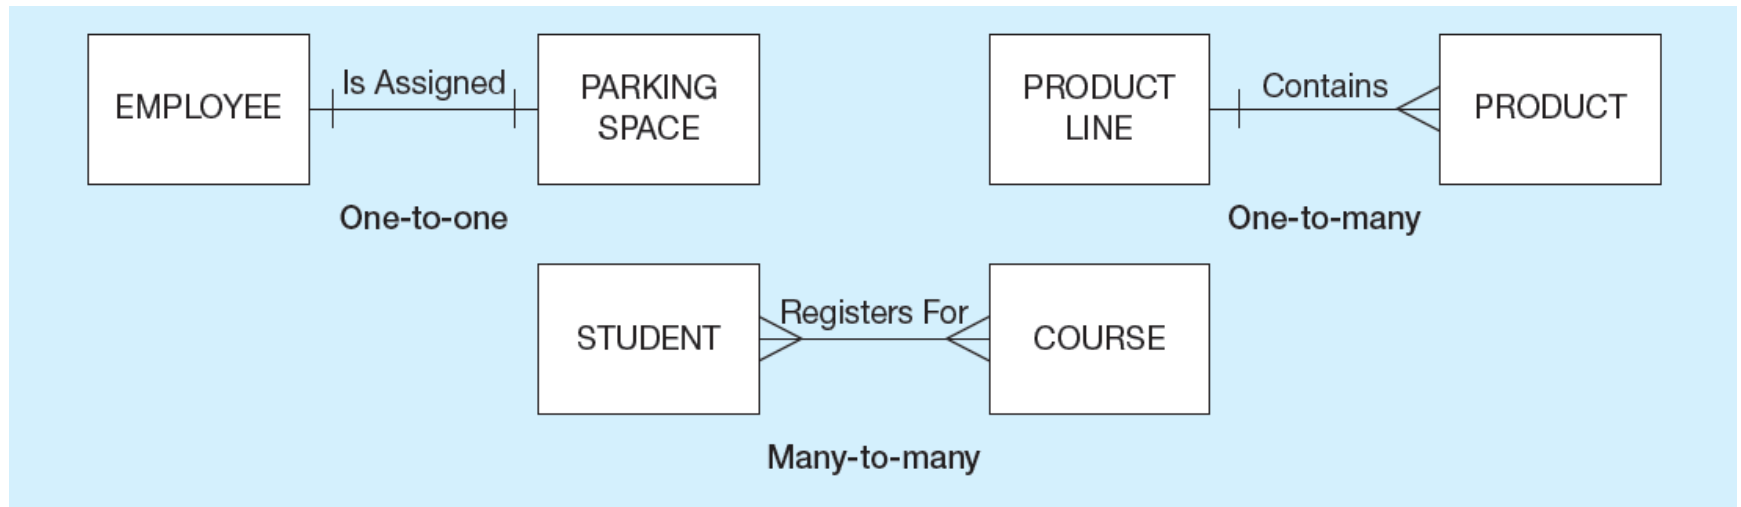 EMPLOYEE
Is Assigned
PARKING
SPACE
One-to-one
PRODUCT
LINE
Contains
PRODUCT
One-to-many
STUDENT
Registers For
COURSE
Many-to-many